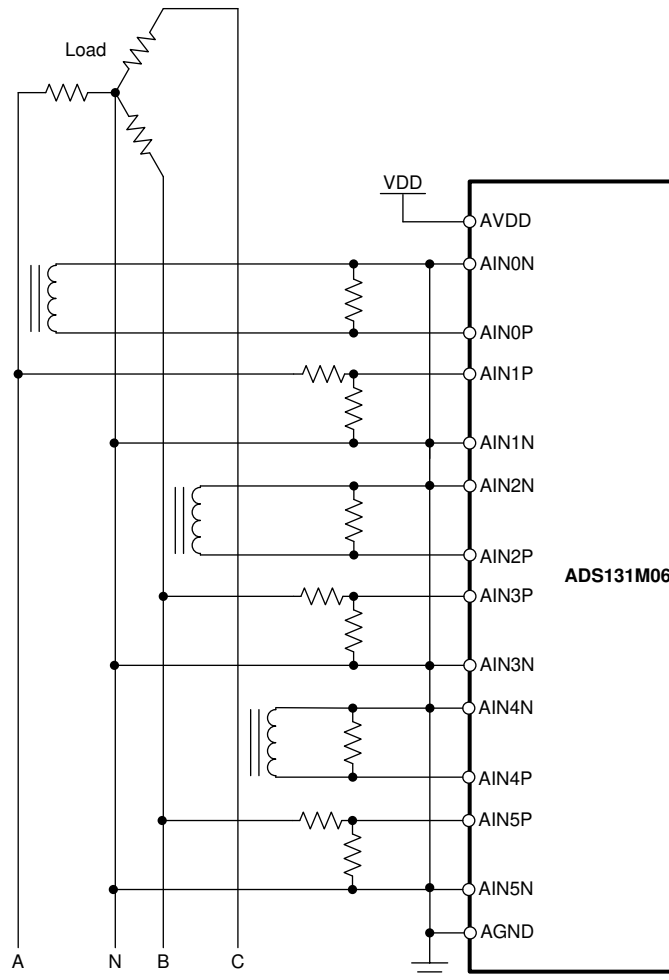 Load
VDD
AVDD
AIN0N
AIN0P
AIN1P
AIN1N
AIN2N
AIN2P
ADS131M06
AIN3P
AIN3N
AIN4N
AIN4P
AIN5P
AIN5N
AGND
A
N
B
C